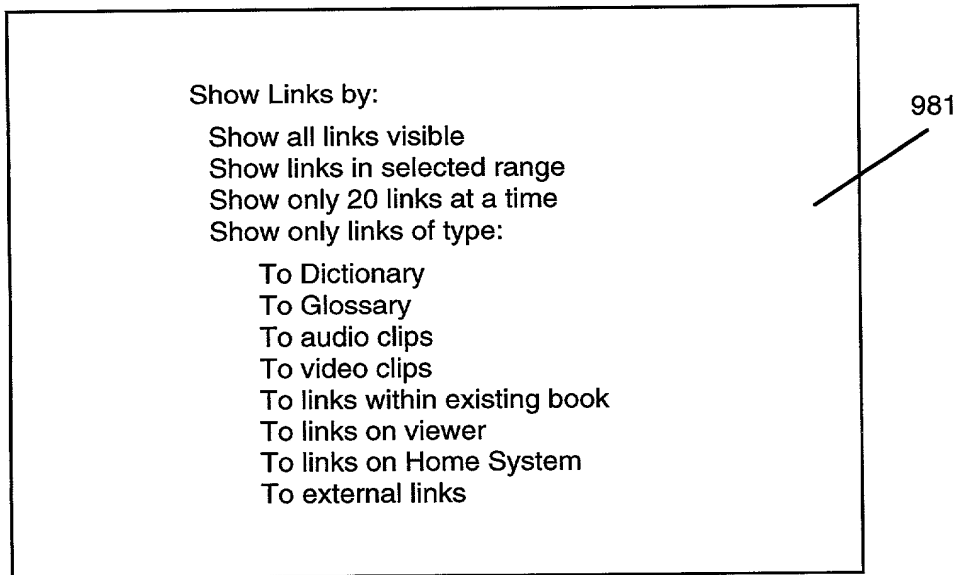 Show Links by:
981
Show all links visible
Show links in selected range
Show only 20 links at a time
Show only links of type:
To Dictionary
To Glossary
To audio clips
To video clips
To links within existing book
To links on viewer
To links on Home System
To external links